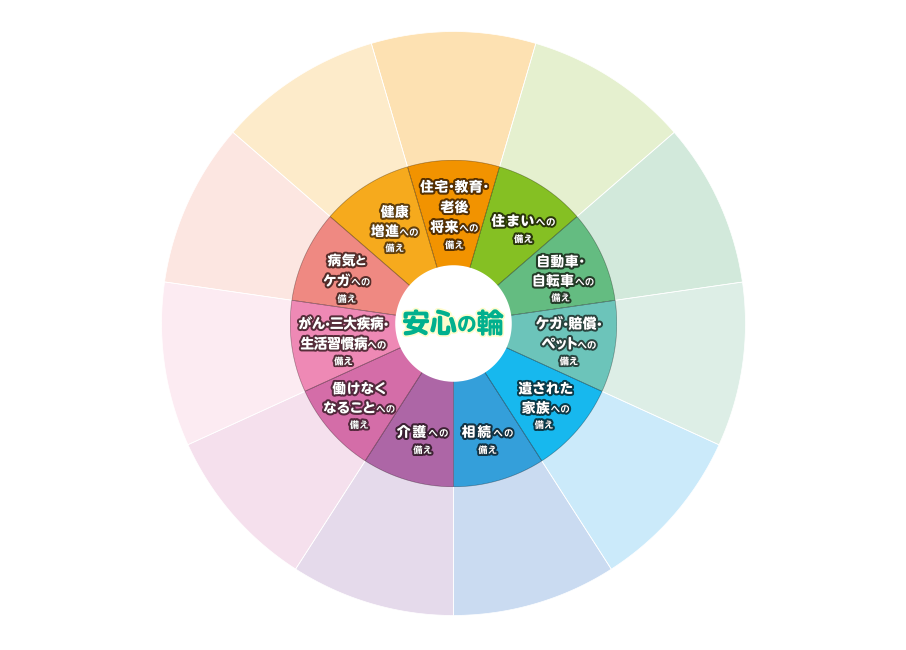 住宅・教育・
老後
将来への
備え
住まいへの
備え
自動車・
自転車への
備え
ケガ・賠償・
ペットへの
備え
遺された
家族への
備え
相続への
備え
介護への
備え
働けなく
なることへの
備え
がん・三大疾病・
生活習慣病への
備え
病気と
ケガへの
備え
健康
増進への
備え
安心の輪